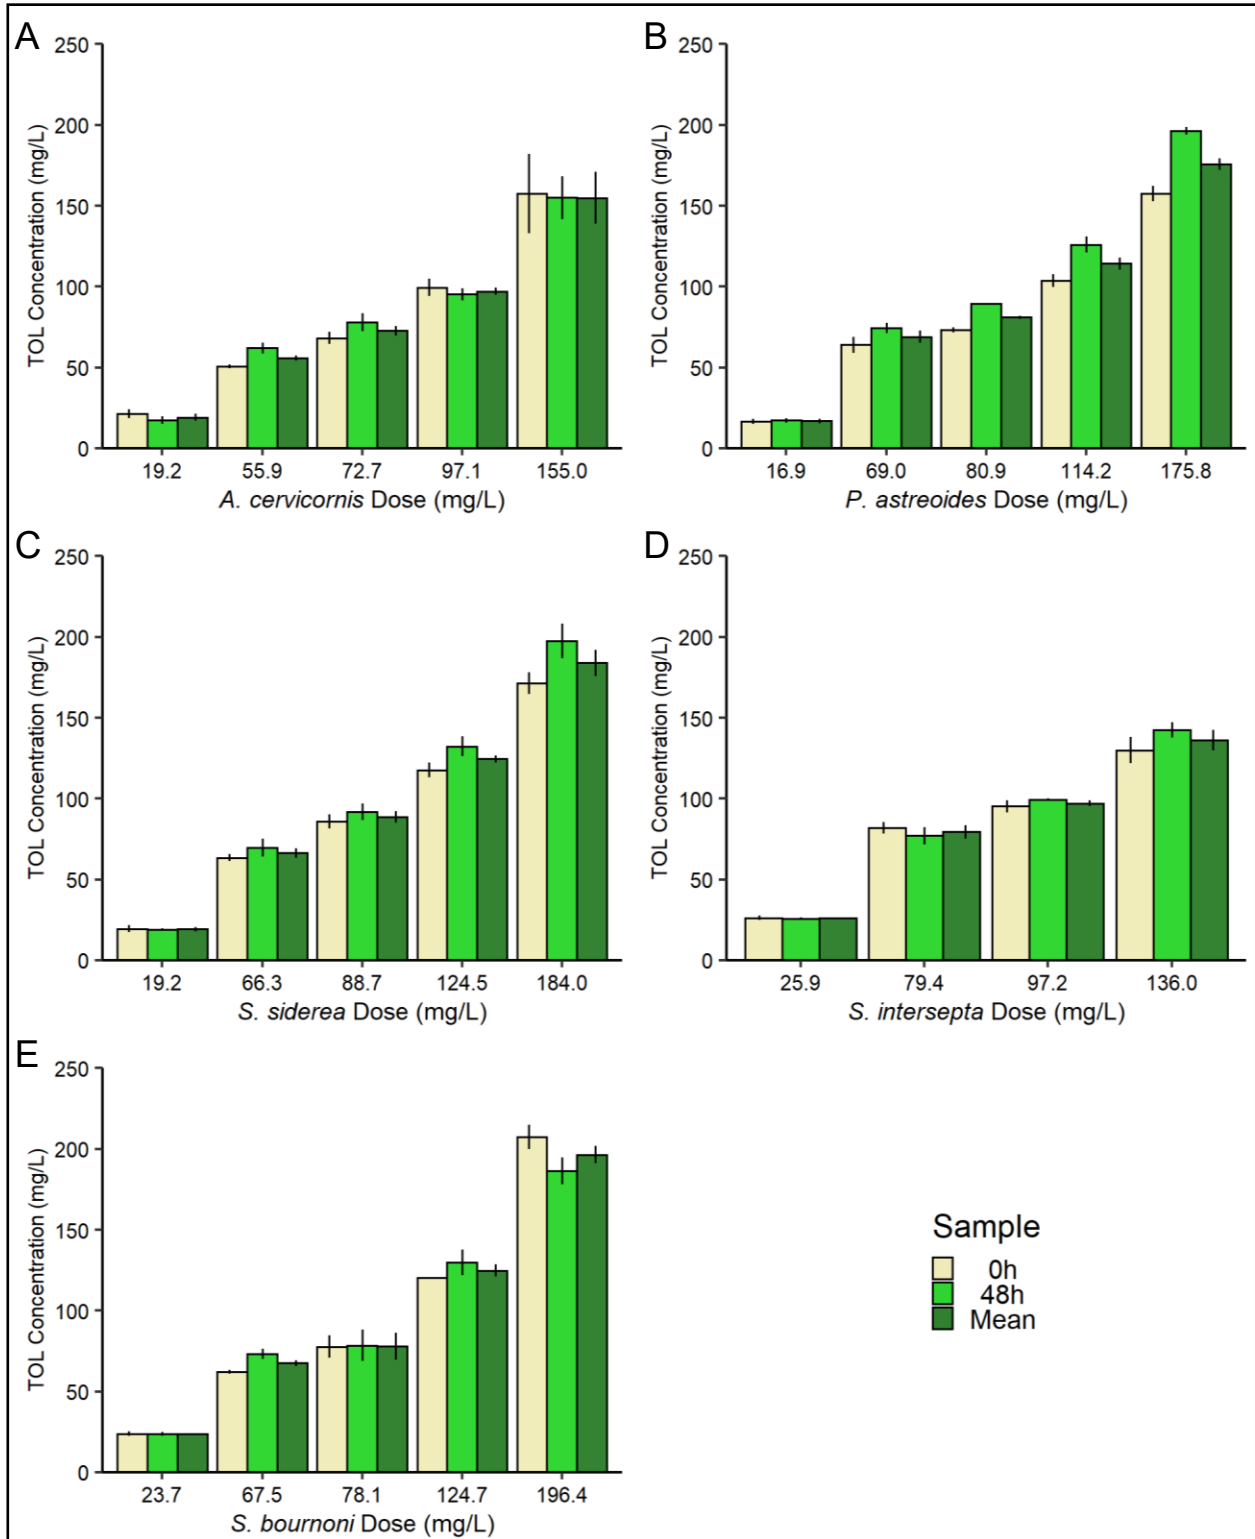 A
250
200
150
100
50
0
TOL Concentration (mg/L)
19.2 55.9 72.7 97.1 155.0
A. cervicornis Dose (mg/L)
B
250
200
150
100
50
0
TOL Concentration (mg/L)
16.9 69.0 80.9 114.2 175.8
P. astreoides Dose (mg/L)
C
250
200
150
100
50
0
TOL Concentration (mg/L)
19.2 66.3 88.7 124.5 184.0
S. siderea Dose (mg/L)
D
250
200
150
100
50
0
TOL Concentration (mg/L)
25.9 79.4 97.2 136.0
S. intersepta Dose (mg/L)
E
250
200
150
100
50
0
TOL Concentration (mg/L)
23.7 67.5 78.1 124.7 196.4
S. bournoni Dose (mg/L)
Sample
0h
48h
Mean